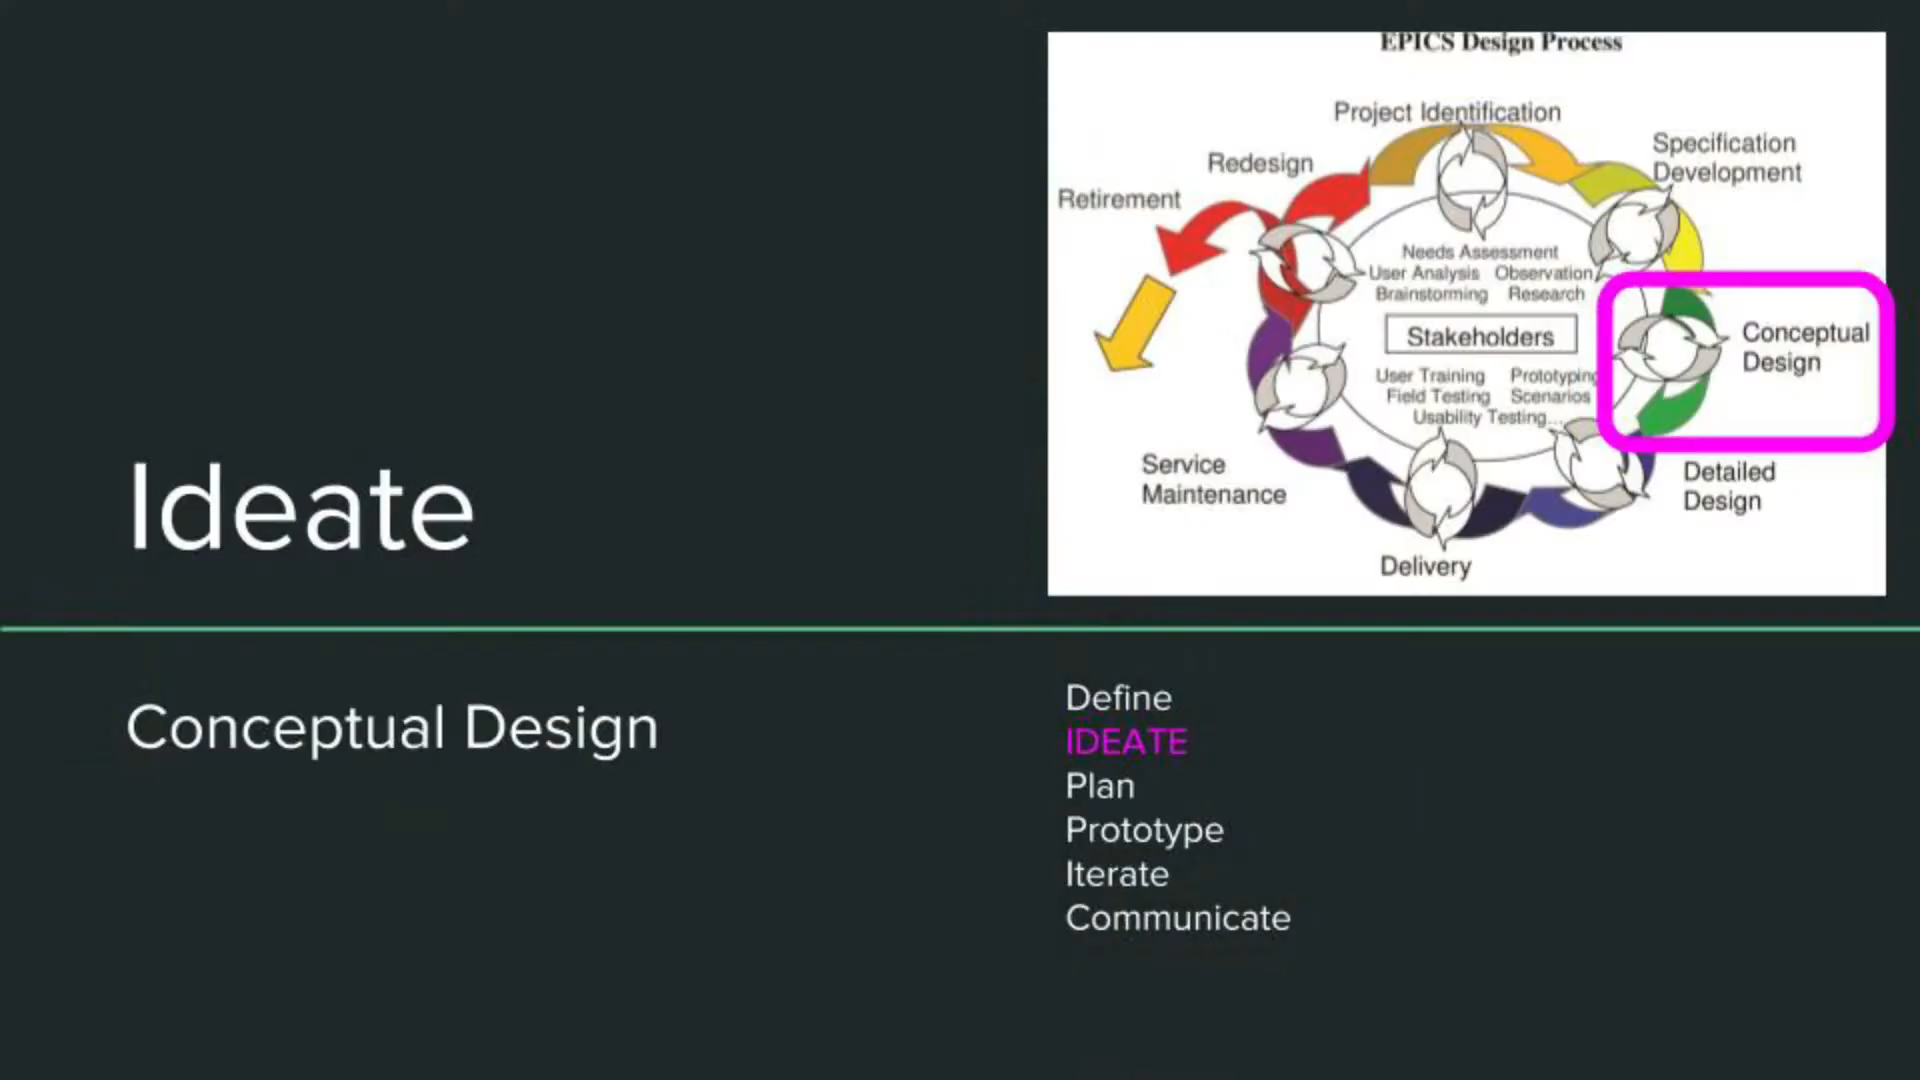 EPICS Design Process
Project Identification
Specification
Development
Redesign
Retirement
Needs Assessment
User Analysis Observation
Brainstorming Research
Stakeholders
Conceptual
Design
User Training Prototyping
Field Testing Scenarios
Usability Testing...
Service
Maintenance
Detailed
Design
Delivery
Ideate
Conceptual Design
Define
IDEATE
Plan
Prototype
Iterate
Communicate